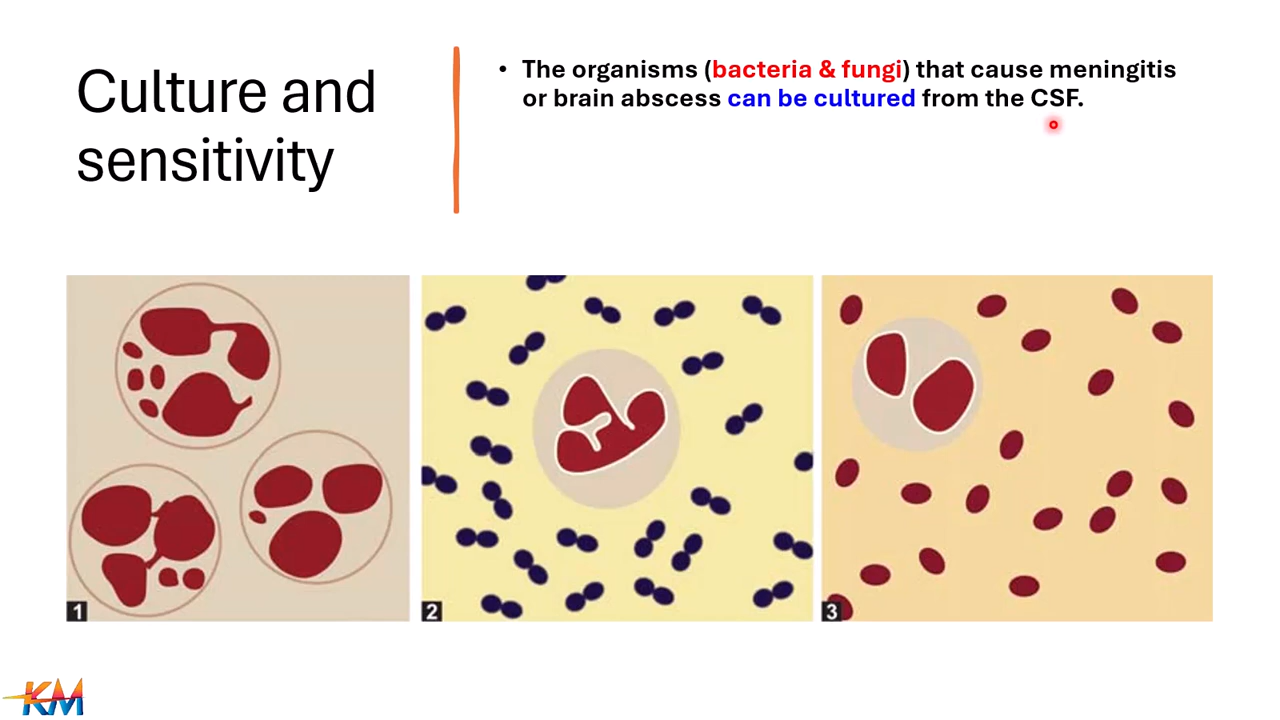 Culture and
sensitivity
• The organisms (bacteria & fungi) that cause meningitis
or brain abscess can be cultured from the CSF.
1
2
3
KM